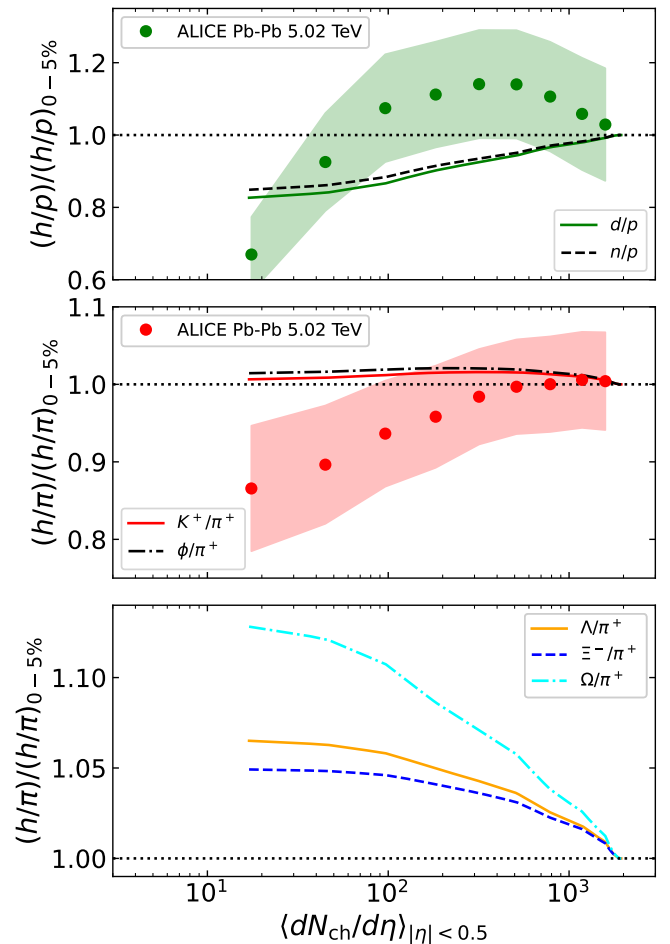 (h/p)/(h/p)0−5%
1.2
1.0
0.8
0.6
ALICE Pb-Pb 5.02 TeV
d/p
n/p
(h/π)/(h/π)0−5%
1.1
1.0
0.9
0.8
ALICE Pb-Pb 5.02 TeV
K⁺/π⁺
ϕ/π⁺
(h/π)/(h/π)0−5%
1.10
1.05
1.00
Λ/π⁺
Ξ⁻/π⁺
Ω/π⁺
10¹ 10² 10³
⟨dNch/dη⟩|η|<0.5